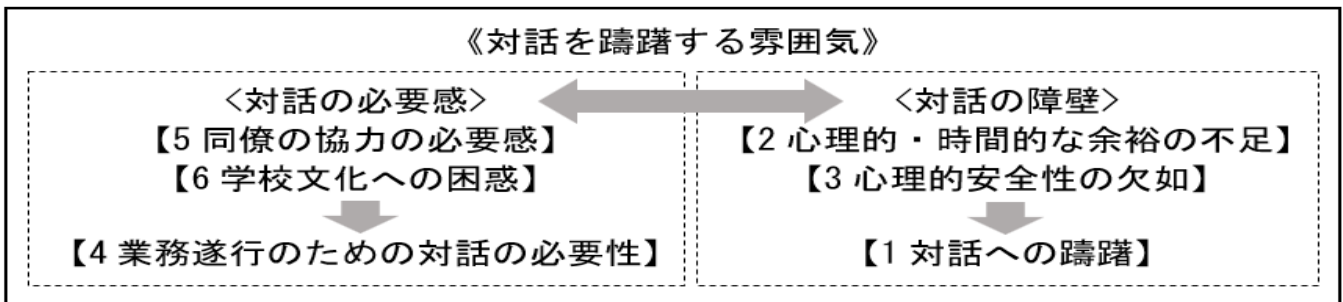 《対話を躊躇する雰囲気》
<対話の必要感>
【5 同僚の協力の必要感】
【6 学校文化への困惑】
【4 業務遂行のための対話の必要性】
<対話の障壁>
【2 心理的・時間的な余裕の不足】
【3 心理的安全性の欠如】
【1 対話への躊躇】